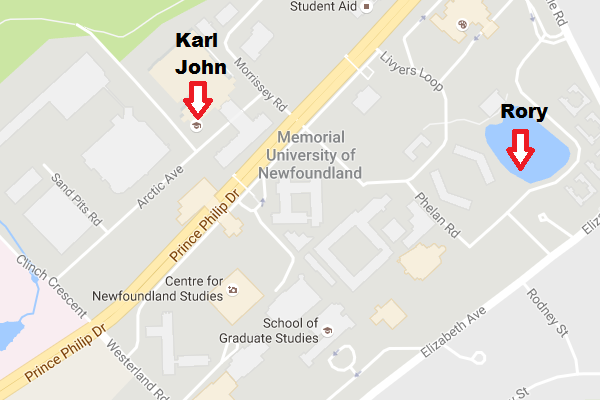 Student Aid
Karl
John
Livyers Loop
Morrissey Rd
Rory
Memorial
University of
Newfoundland
Arctic Ave
Sand Pits Rd
Prince Philip Dr
Phelan Rd
Elizabeth
Clinch Crescent
Centre for
Newfoundland Studies
School of
Graduate Studies
Elizabeth Ave
Rodney St
Prince Philip Dr
Westerland Rd
y St